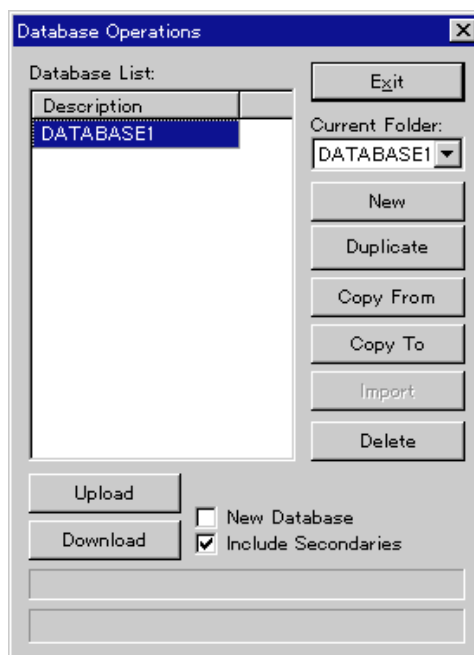 Database Operations
Database List:
Description
DATABASE1
Exit
Current Folder:
DATABASE1
New
Duplicate
Copy From
Copy To
Import
Delete
Upload
Download
New Database
Include Secondaries